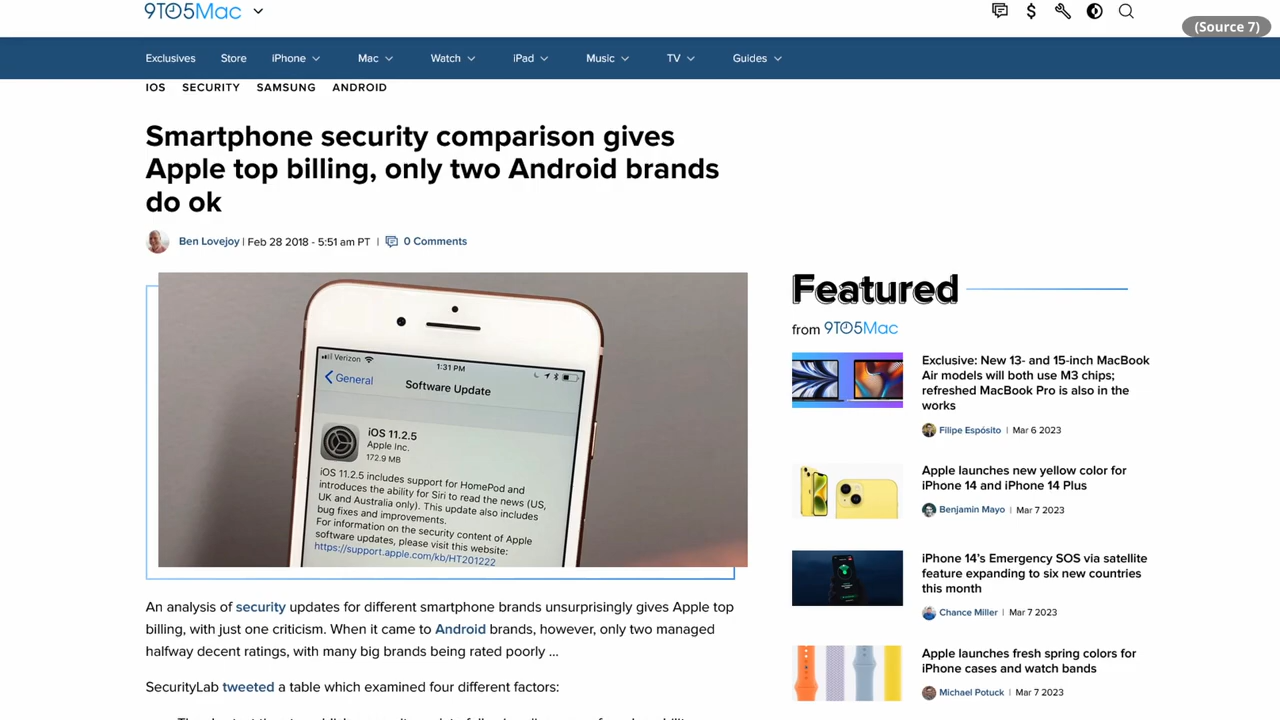 9TO5Mac
(Source 7)
Exclusives Store iPhone Mac Watch iPad Music TV Guides
IOS SECURITY SAMSUNG ANDROID
Smartphone security comparison gives
Apple top billing, only two Android brands
do ok
Ben Lovejoy | Feb 28 2018 - 5:51 am PT | 0 Comments
Verizon
1:31 PM
General
Software Update
iOS 11.2.5
Apple Inc.
172.9 MB
iOS 11.2.5 includes support for HomePod and
introduces the ability for Siri to read the news (US,
UK and Australia only). This update also includes
bug fixes and improvements.
For information on the security content of Apple
software updates, please visit this website:
https://support.apple.com/kb/HT201222
An analysis of security updates for different smartphone brands unsurprisingly gives Apple top
billing, with just one criticism. When it came to Android brands, however, only two managed
halfway decent ratings, with many big brands being rated poorly ...
SecurityLab tweeted a table which examined four different factors:
Featured
from 9TO5Mac
Exclusive: New 13- and 15-inch MacBook
Air models will both use M3 chips;
refreshed MacBook Pro is also in the
works
Filipe Espósito | Mar 6 2023
Apple launches new yellow color for
iPhone 14 and iPhone 14 Plus
Benjamin Mayo | Mar 7 2023
iPhone 14's Emergency SOS via satellite
feature expanding to six new countries
this month
Chance Miller | Mar 7 2023
Apple launches fresh spring colors for
iPhone cases and watch bands
Michael Potuck | Mar 7 2023